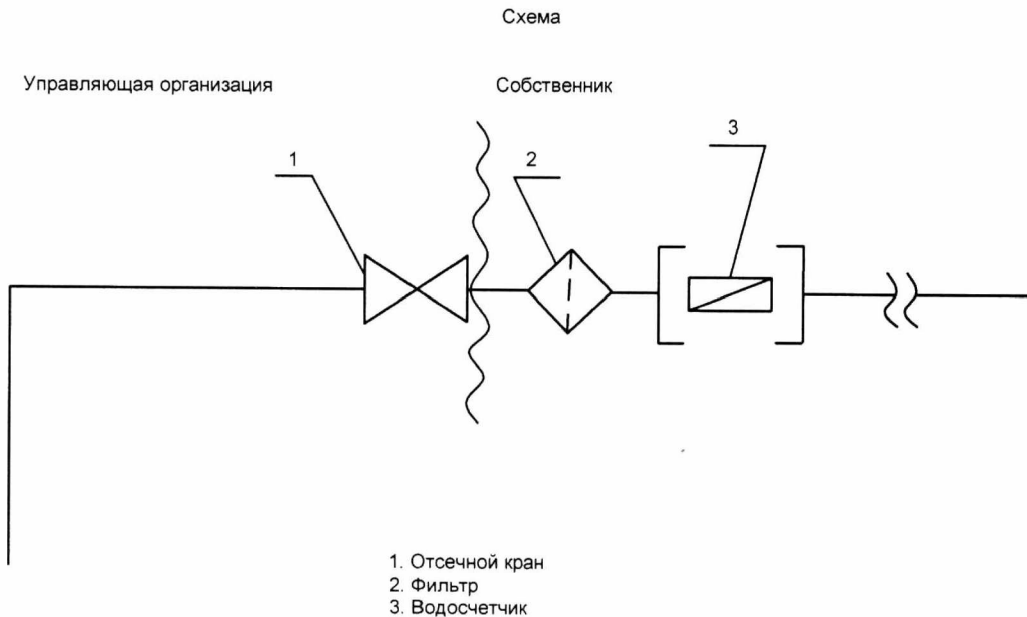 Схема
Управляющая организация
Собственник
1
2
3
1. Отсечной кран
2. Фильтр
3. Водосчетчик